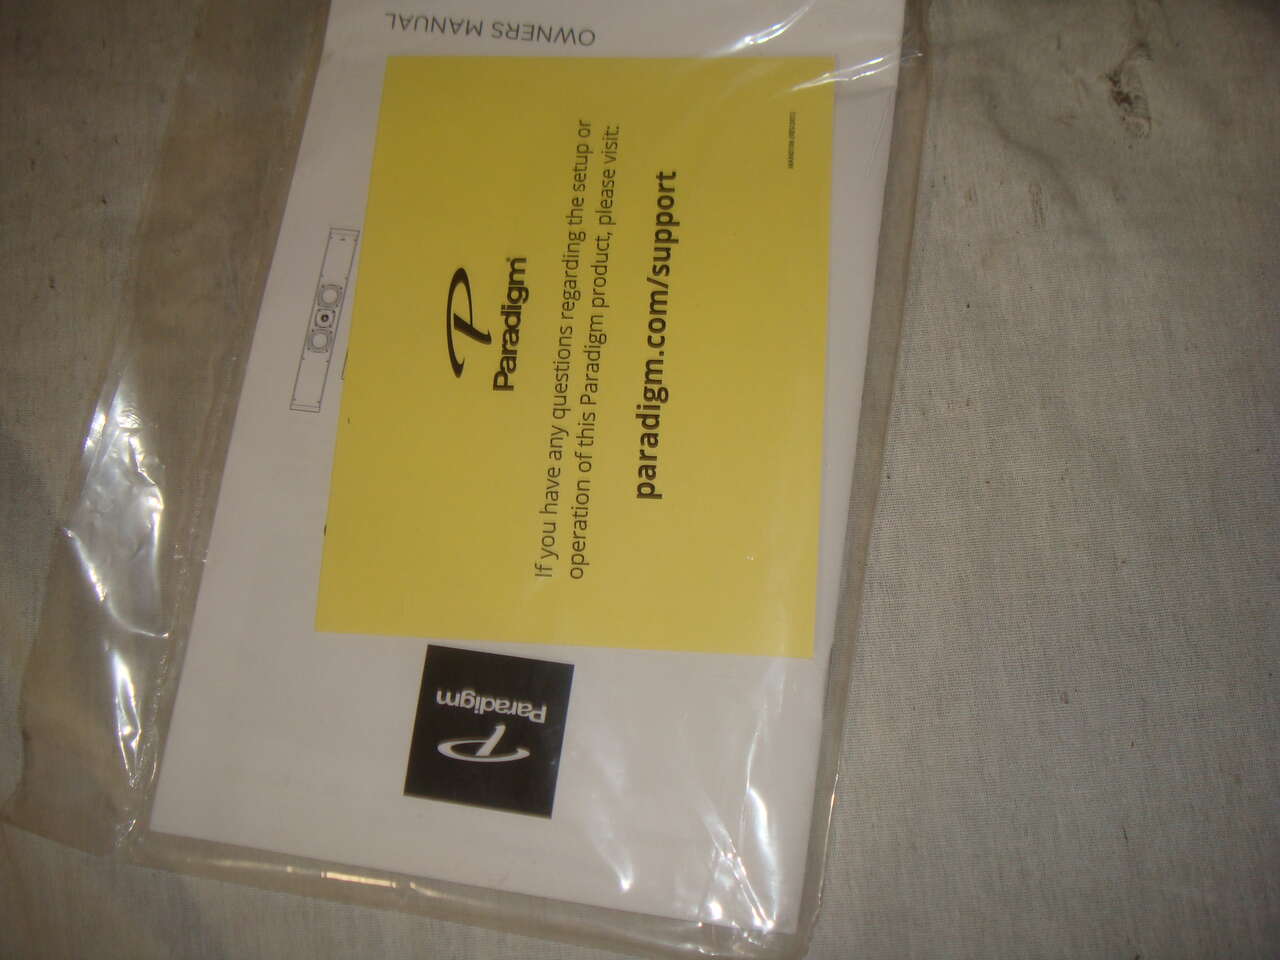 OWNERS MANUAL
Paradigm
If you have any questions regarding the setup or
operation of this Paradigm product, please visit:
paradigm.com/support
Paradigm